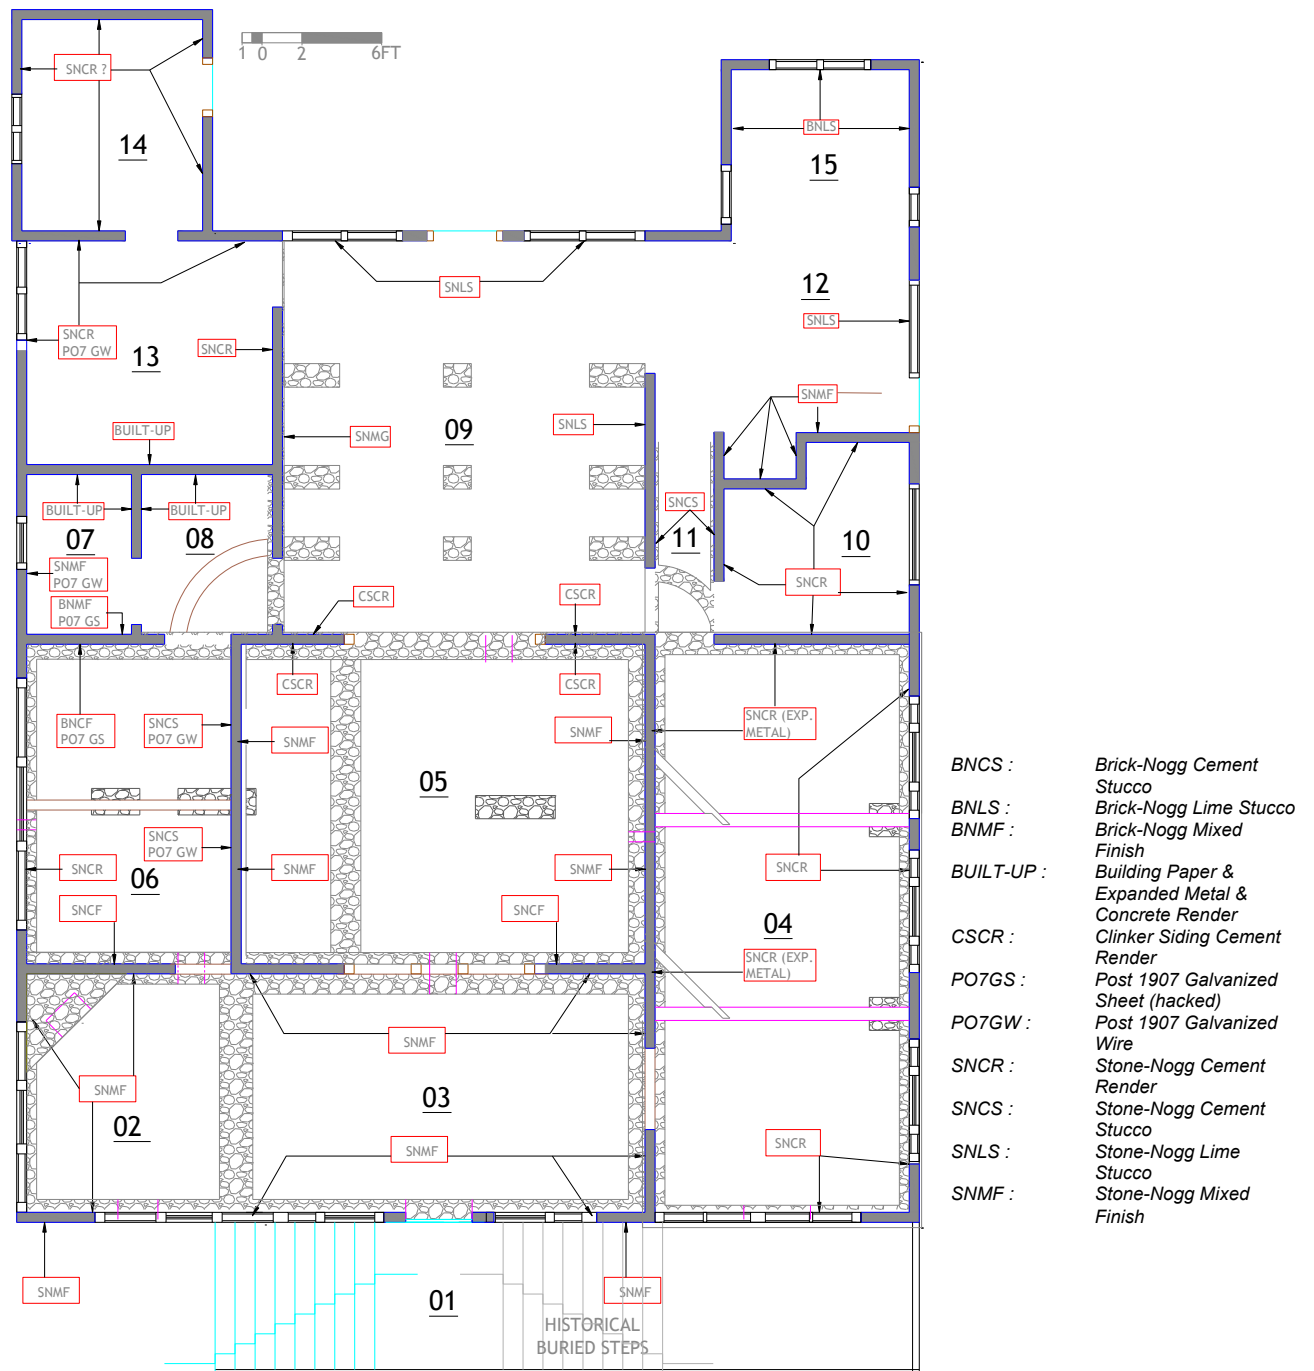 1 0 2 6FT
SNCR ?
14
BNLS
15
SNLS
12
SNLS
SNCR
PO7 GW
13
SNCR
SNMF
BUILT-UP
SNMG
09
SNLS
BUILT-UP
BUILT-UP
SNCS
07
08
11
10
SNMF
PO7 GW
SNCR
BNMF
P07 GS
CSCR
CSCR
CSCR
CSCR
BNCF
PO7 GS
SNCS
PO7 GW
SNMF
SNMF
SNCR (EXP.
METAL)
05
SNCS
PO7 GW
SNCR
06
SNMF
SNMF
SNCR
SNCF
SNCF
04
SNCR (EXP.
METAL)
SNMF
SNMF
03
02
SNMF
SNCR
SNMF
01
SNMF
HISTORICAL
BURIED STEPS
BNCS : Brick-Nogg Cement
Stucco
BNLS : Brick-Nogg Lime Stucco
BNMF : Brick-Nogg Mixed
Finish
BUILT-UP : Building Paper &
Expanded Metal &
Concrete Render
CSCR : Clinker Siding Cement
Render
PO7GS : Post 1907 Galvanized
Sheet (hacked)
PO7GW : Post 1907 Galvanized
Wire
SNCR : Stone-Nogg Cement
Render
SNCS : Stone-Nogg Cement
Stucco
SNLS : Stone-Nogg Lime
Stucco
SNMF : Stone-Nogg Mixed
Finish